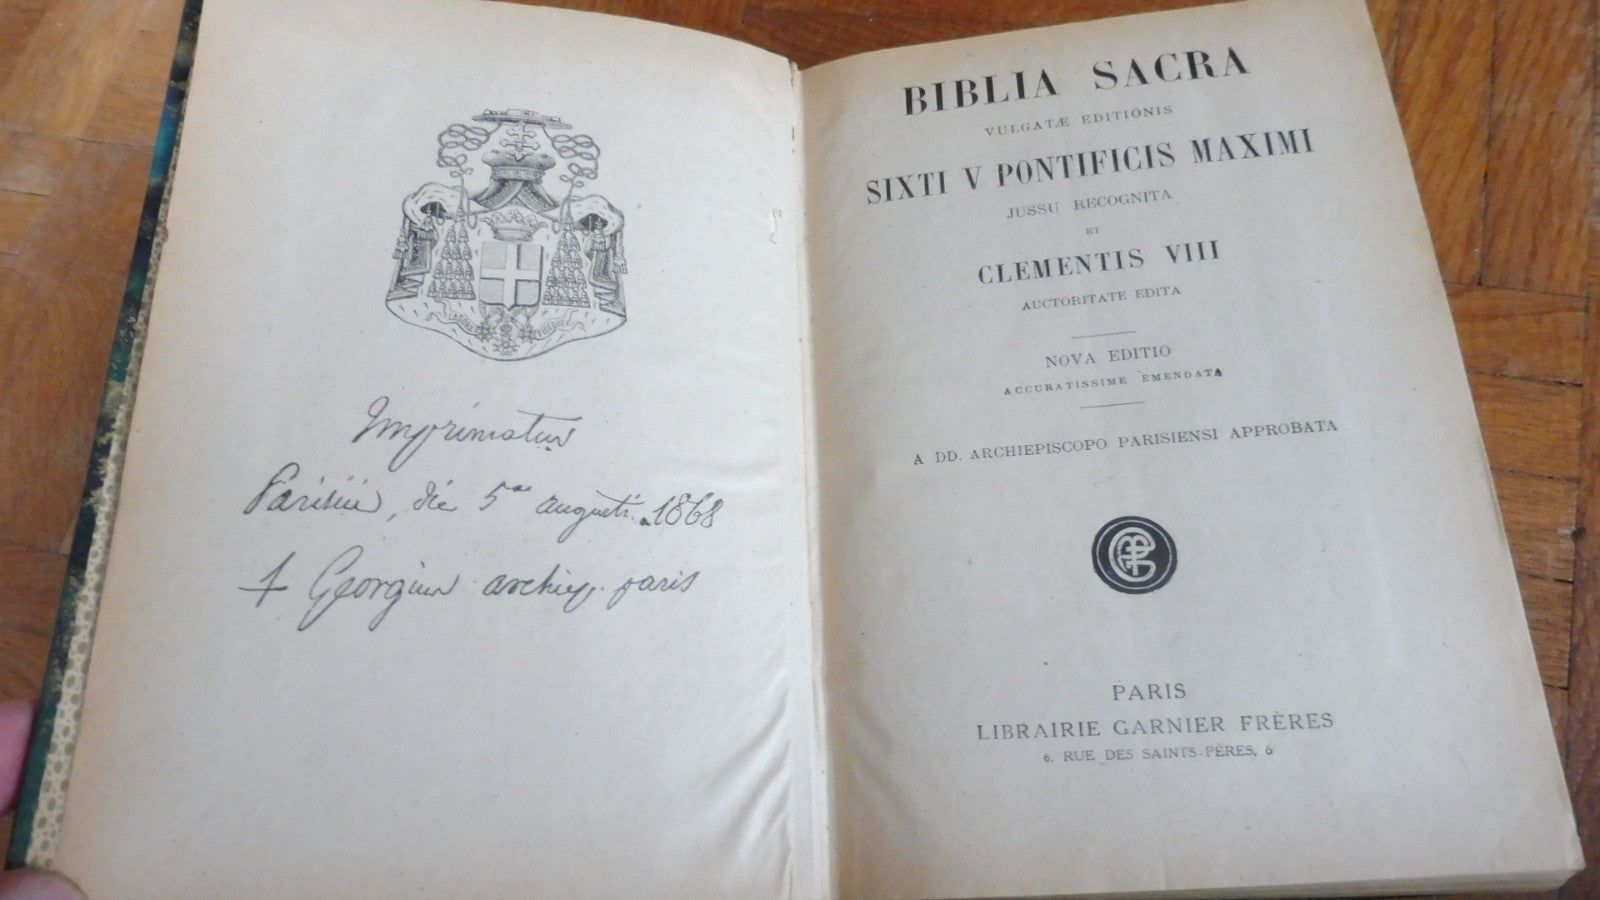 Imprimatur
Parisiis, die 5ª augusti 1868
† Georgius archiep. paris
BIBLIA SACRA
VULGATÆ EDITIONIS
SIXTI V PONTIFICIS MAXIMI
JUSSU RECOGNITA
ET
CLEMENTIS VIII
AUCTORITATE EDITA
NOVA EDITIO
ACCURATISSIME EMENDATA
A DD. ARCHIEPISCOPO PARISIENSI APPROBATA
PARIS
LIBRAIRIE GARNIER FRÈRES
6, RUE DES SAINTS-PÈRES, 6